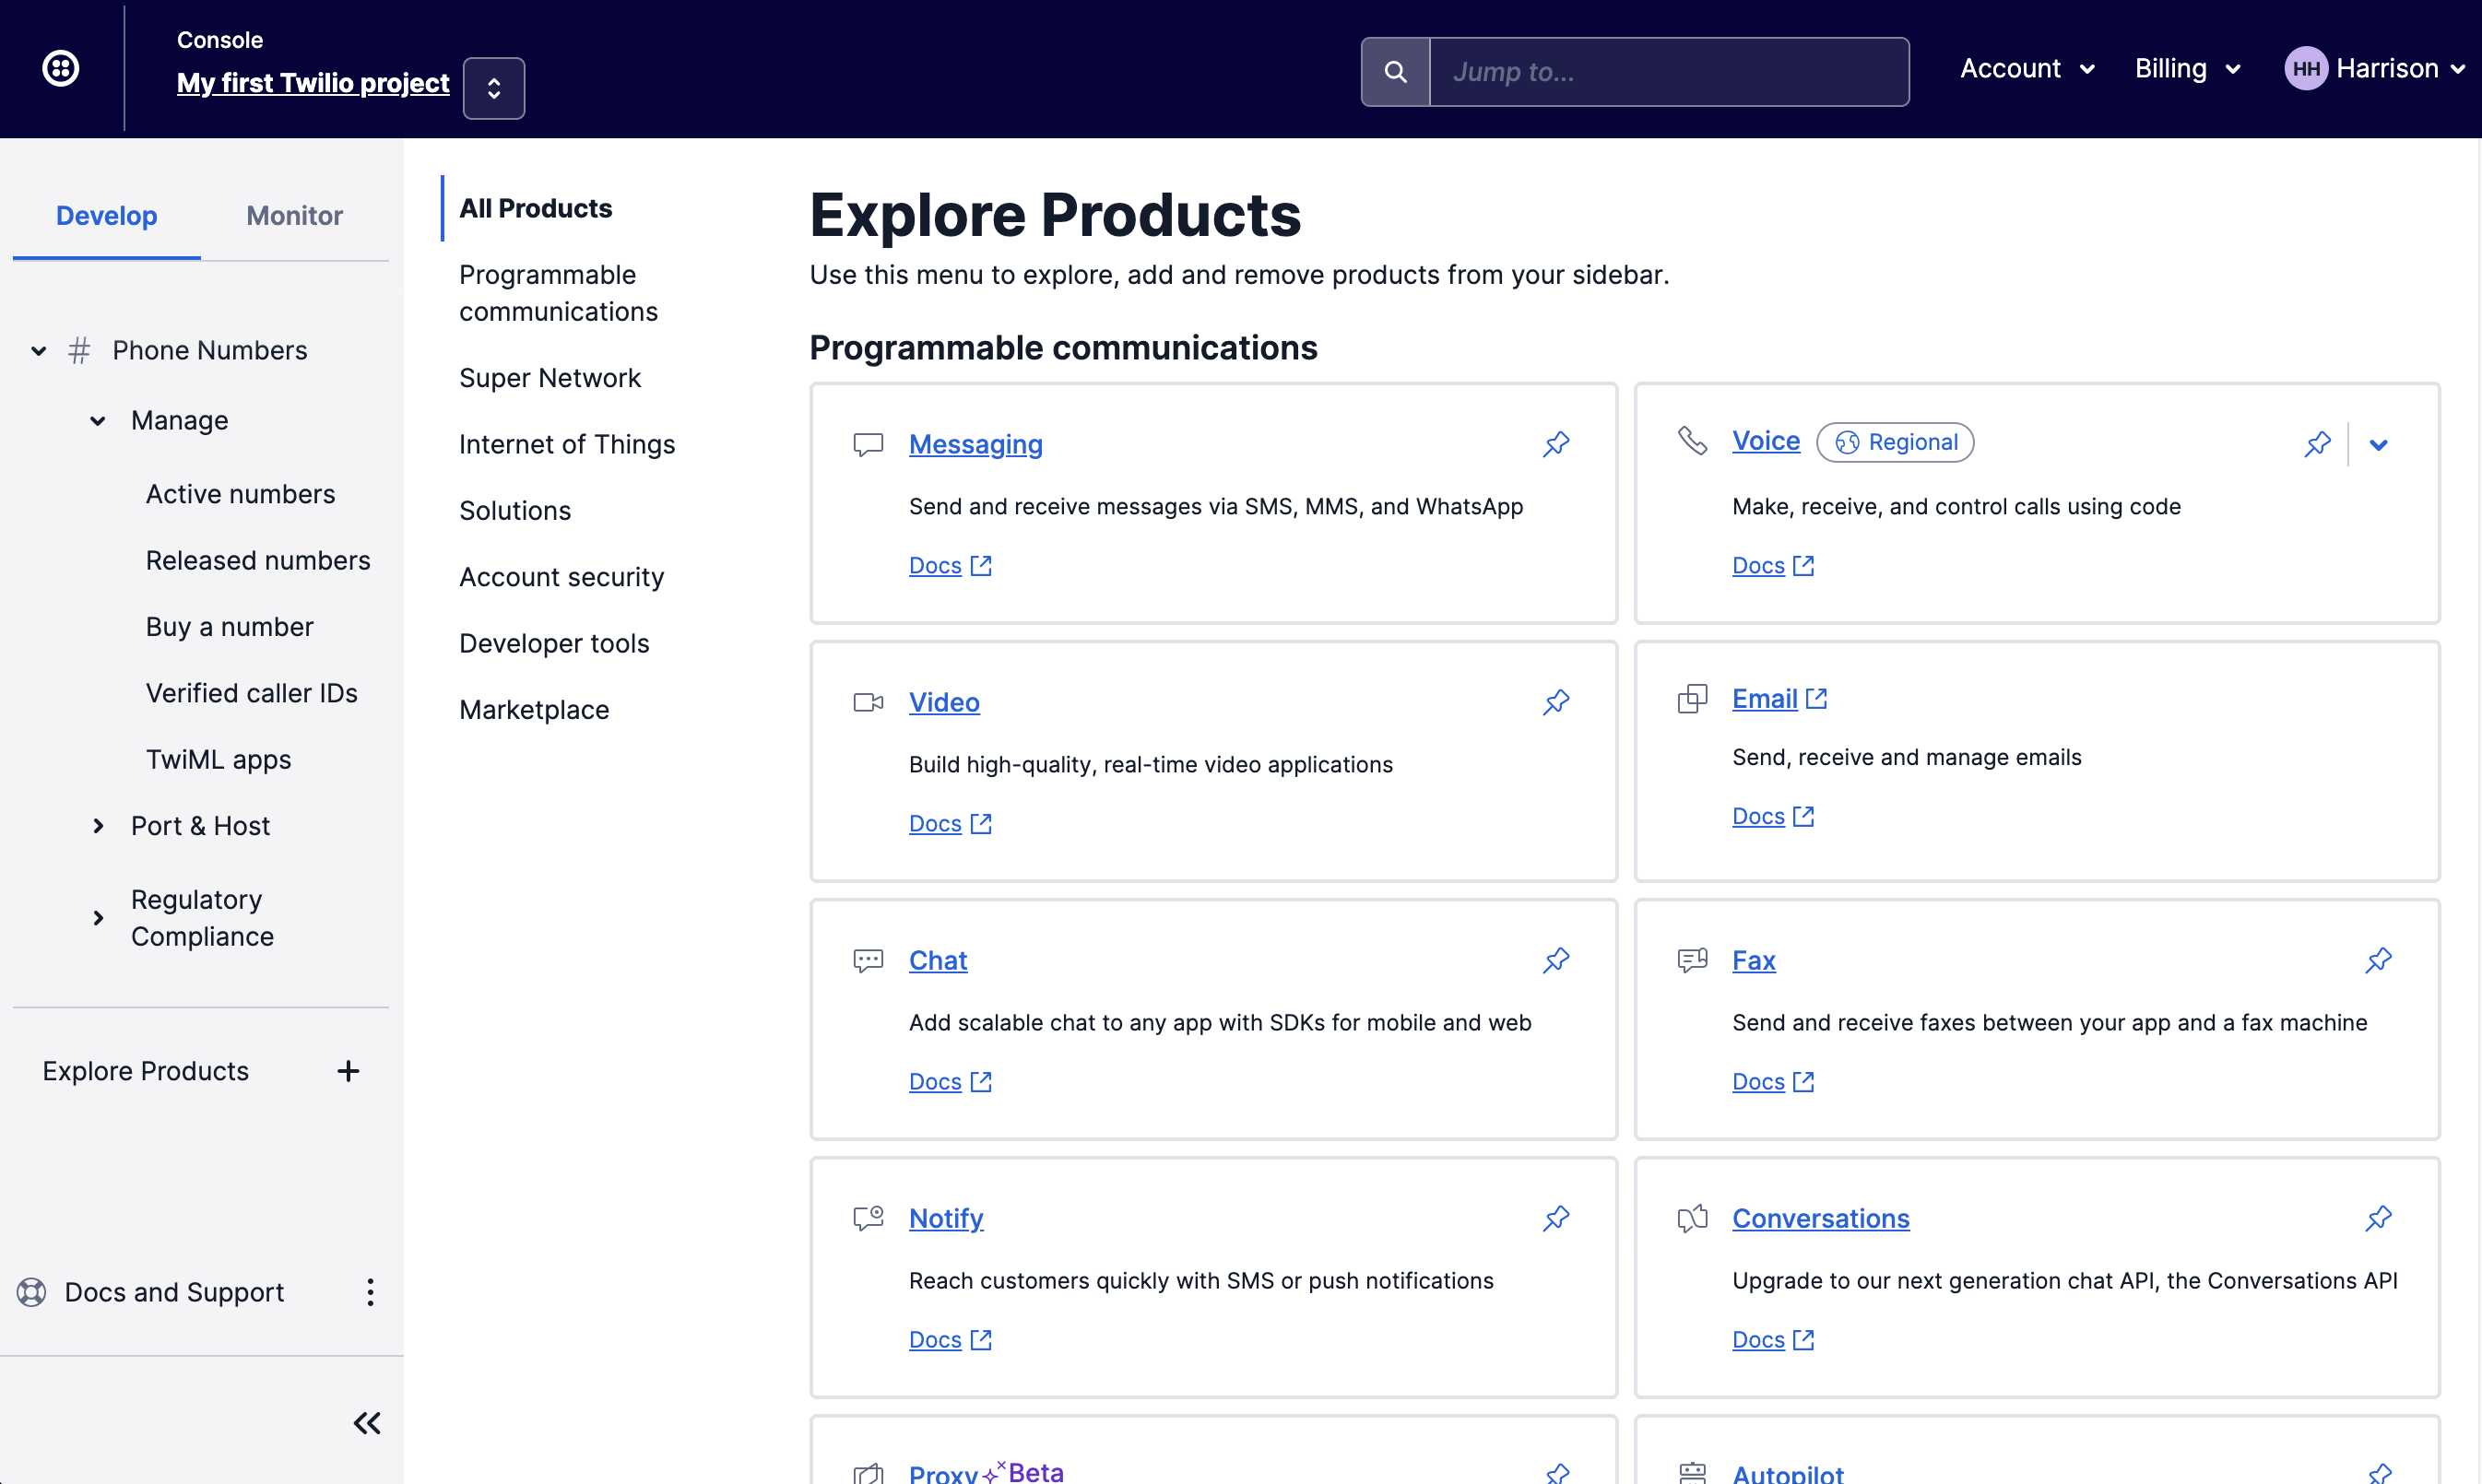 Console
My first Twilio project
Jump to...
Account
Billing
HH Harrison
Develop
Monitor
# Phone Numbers
Manage
Active numbers
Released numbers
Buy a number
Verified caller IDs
TwiML apps
Port & Host
Regulatory
Compliance
Explore Products
Docs and Support
All Products
Programmable
communications
Super Network
Internet of Things
Solutions
Account security
Developer tools
Marketplace
Explore Products
Use this menu to explore, add and remove products from your sidebar.
Programmable communications
Messaging
Send and receive messages via SMS, MMS, and WhatsApp
Docs
Voice Regional
Make, receive, and control calls using code
Docs
Video
Build high-quality, real-time video applications
Docs
Email
Send, receive and manage emails
Docs
Chat
Add scalable chat to any app with SDKs for mobile and web
Docs
Fax
Send and receive faxes between your app and a fax machine
Docs
Notify
Reach customers quickly with SMS or push notifications
Docs
Conversations
Upgrade to our next generation chat API, the Conversations API
Docs
Proxy Beta
Autopilot